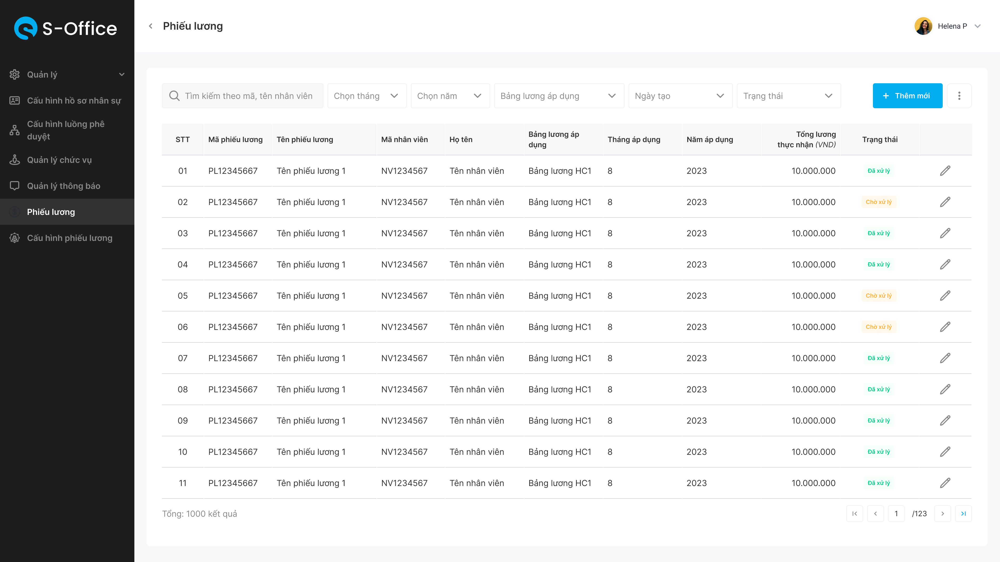 S-Office
Quản lý
Cấu hình hồ sơ nhân sự
Cấu hình luồng phê
duyệt
Quản lý chức vụ
Quản lý thông báo
Phiếu lương
Cấu hình phiếu lương
Phiếu lương
Helena P
Tìm kiếm theo mã, tên nhân viên
Chọn tháng
Chọn năm
Bảng lương áp dụng
Ngày tạo
Trạng thái
+ Thêm mới
STT Mã phiếu lương Tên phiếu lương Mã nhân viên Họ tên Bảng lương áp dụng Tháng áp dụng Năm áp dụng Tổng lương thực nhận (VND) Trạng thái
01 PL12345667 Tên phiếu lương 1 NV1234567 Tên nhân viên Bảng lương HC1 8 2023 10.000.000 Đã xử lý
02 PL12345667 Tên phiếu lương 1 NV1234567 Tên nhân viên Bảng lương HC1 8 2023 10.000.000 Chờ xử lý
03 PL12345667 Tên phiếu lương 1 NV1234567 Tên nhân viên Bảng lương HC1 8 2023 10.000.000 Đã xử lý
04 PL12345667 Tên phiếu lương 1 NV1234567 Tên nhân viên Bảng lương HC1 8 2023 10.000.000 Đã xử lý
05 PL12345667 Tên phiếu lương 1 NV1234567 Tên nhân viên Bảng lương HC1 8 2023 10.000.000 Chờ xử lý
06 PL12345667 Tên phiếu lương 1 NV1234567 Tên nhân viên Bảng lương HC1 8 2023 10.000.000 Chờ xử lý
07 PL12345667 Tên phiếu lương 1 NV1234567 Tên nhân viên Bảng lương HC1 8 2023 10.000.000 Đã xử lý
08 PL12345667 Tên phiếu lương 1 NV1234567 Tên nhân viên Bảng lương HC1 8 2023 10.000.000 Đã xử lý
09 PL12345667 Tên phiếu lương 1 NV1234567 Tên nhân viên Bảng lương HC1 8 2023 10.000.000 Đã xử lý
10 PL12345667 Tên phiếu lương 1 NV1234567 Tên nhân viên Bảng lương HC1 8 2023 10.000.000 Đã xử lý
11 PL12345667 Tên phiếu lương 1 NV1234567 Tên nhân viên Bảng lương HC1 8 2023 10.000.000 Đã xử lý
Tổng: 1000 kết quả
1 /123